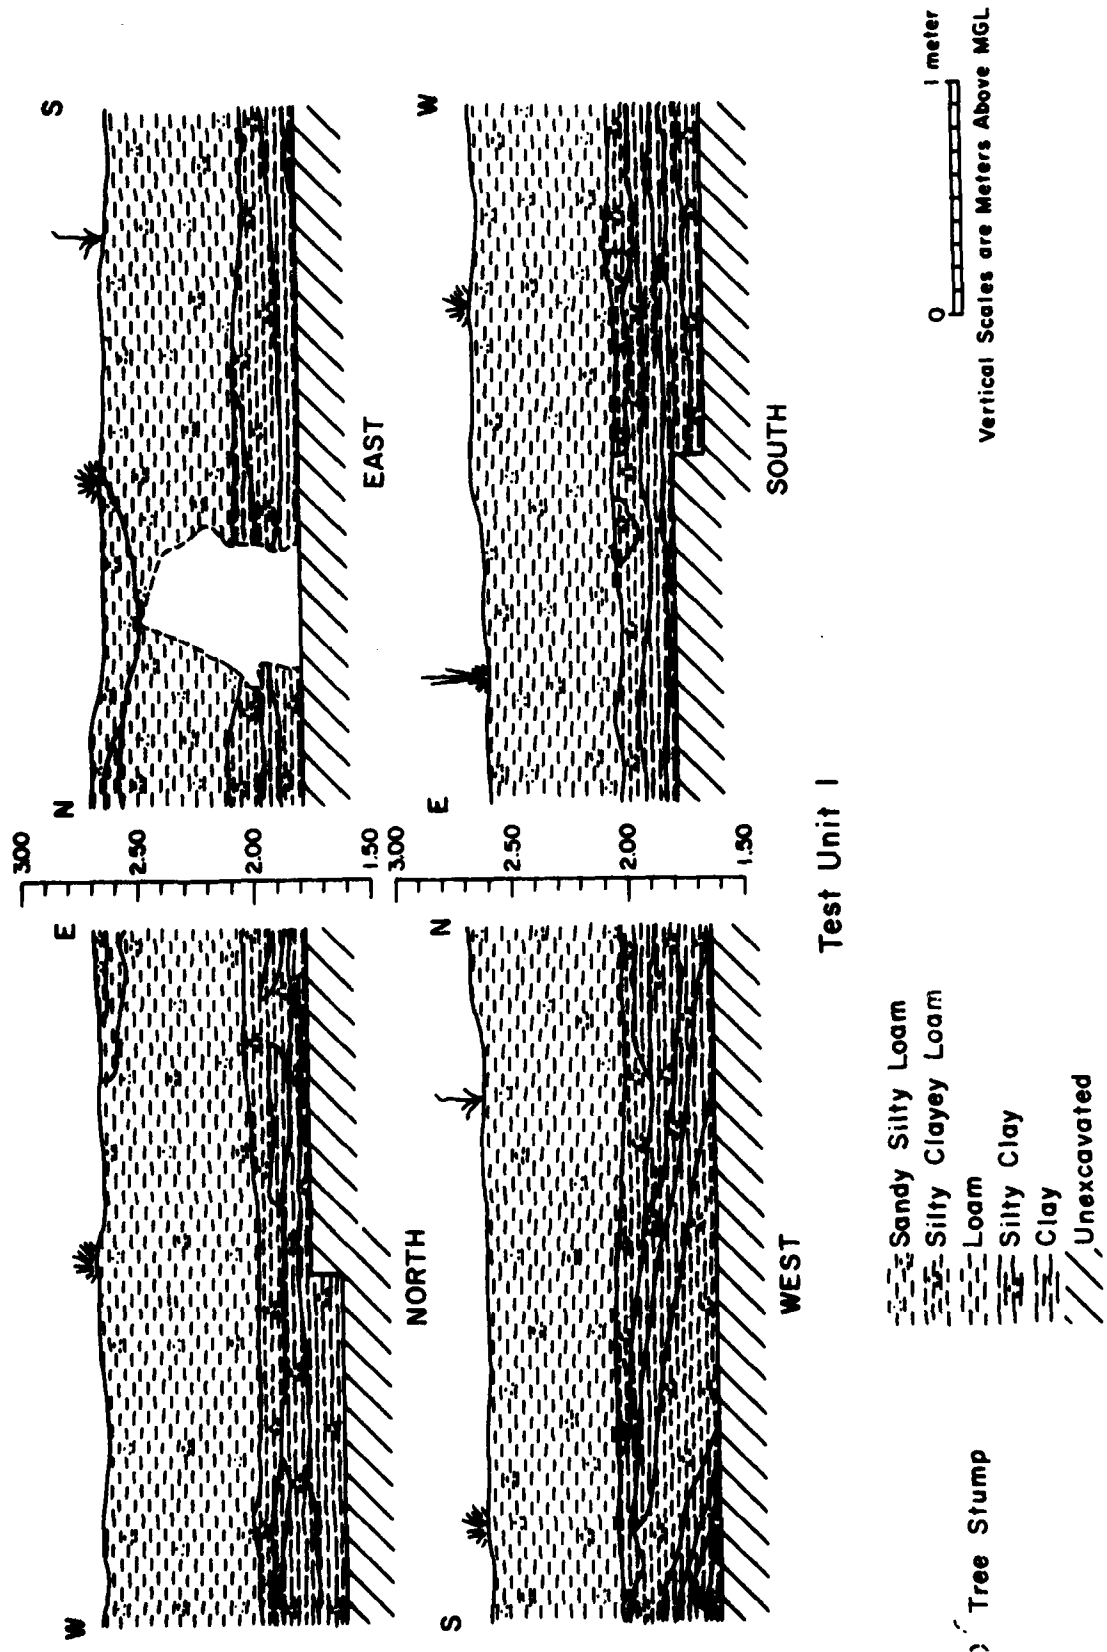 W
E
NORTH
3.00
2.50
2.00
1.50
N
S
EAST
S
N
WEST
3.00
2.50
2.00
1.50
E
W
SOUTH
Test Unit 1
Sandy Silty Loam
Silty Clayey Loam
Loam
Silty Clay
Clay
Unexcavated
Tree Stump
0 1 meter
Vertical Scales are Meters Above MGL